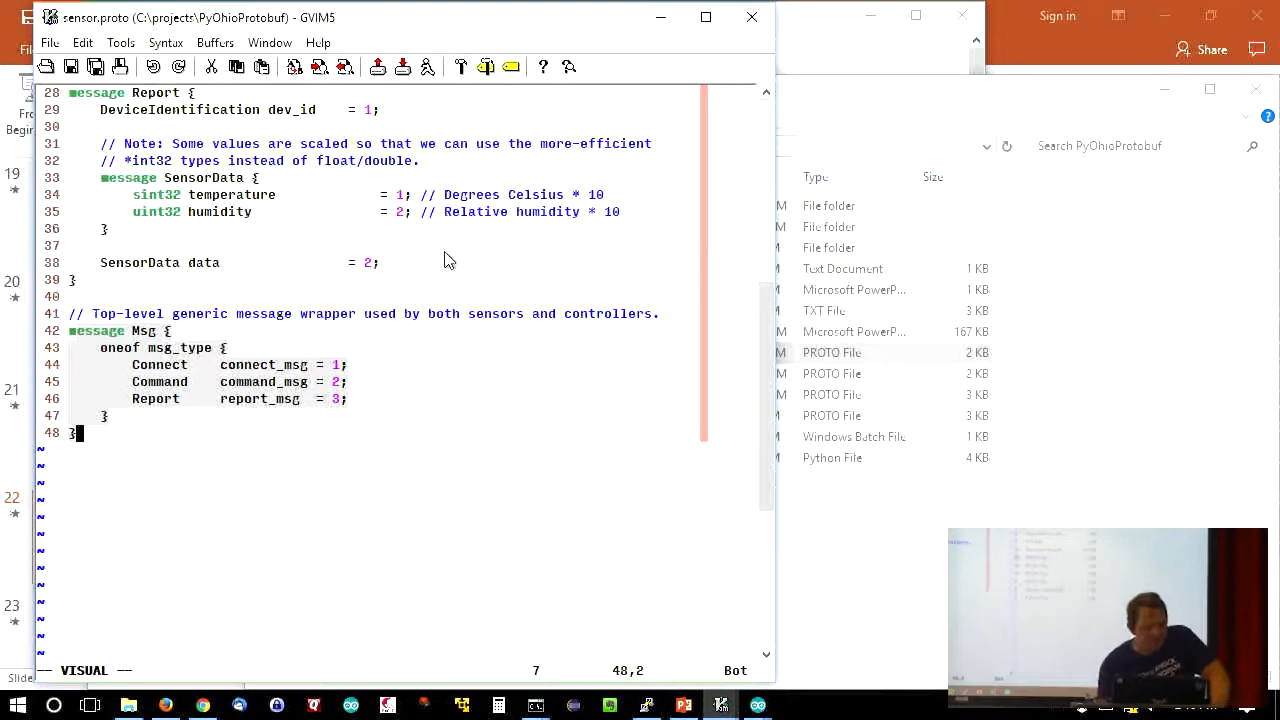 sensor.proto (C:\projects\PyOhioProtobuf) - GVIM5
Sign in
File Edit Tools Syntax Buffers Window Help
Share
28 message Report {
29 DeviceIdentification dev_id = 1;
30
31 // Note: Some values are scaled so that we can use the more-efficient
32 // *int32 types instead of float/double.
33 message SensorData {
34 sint32 temperature = 1; // Degrees Celsius * 10
35 uint32 humidity = 2; // Relative humidity * 10
36 }
37
38 SensorData data = 2;
39 }
40
41 // Top-level generic message wrapper used by both sensors and controllers.
42 message Msg {
43 oneof msg_type {
44 Connect connect_msg = 1;
45 Command command_msg = 2;
46 Report report_msg = 3;
47 }
48 }
~
~
~
~
~
~
~
~
~
~
~
~
~
-- VISUAL -- 7 48,2 Bot
Fro
Begin
19
20
21
22
23
Slide
Search PyOhioProtobuf
Type Size
M File folder
M File folder
M File folder
M Text Document 1 KB
M Microsoft PowerP... 1 KB
M TXT File 3 KB
M Microsoft PowerP... 167 KB
M PROTO File 2 KB
M PROTO File 2 KB
M PROTO File 3 KB
M PROTO File 3 KB
M Windows Batch File 1 KB
M Python File 4 KB